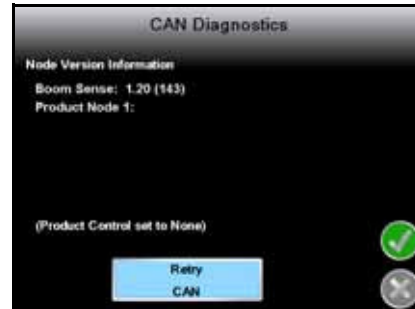 CAN Diagnostics
Node Version Information
Boom Sense: 1.20 (143)
Product Node 1:
(Product Control set to None)
Retry
CAN